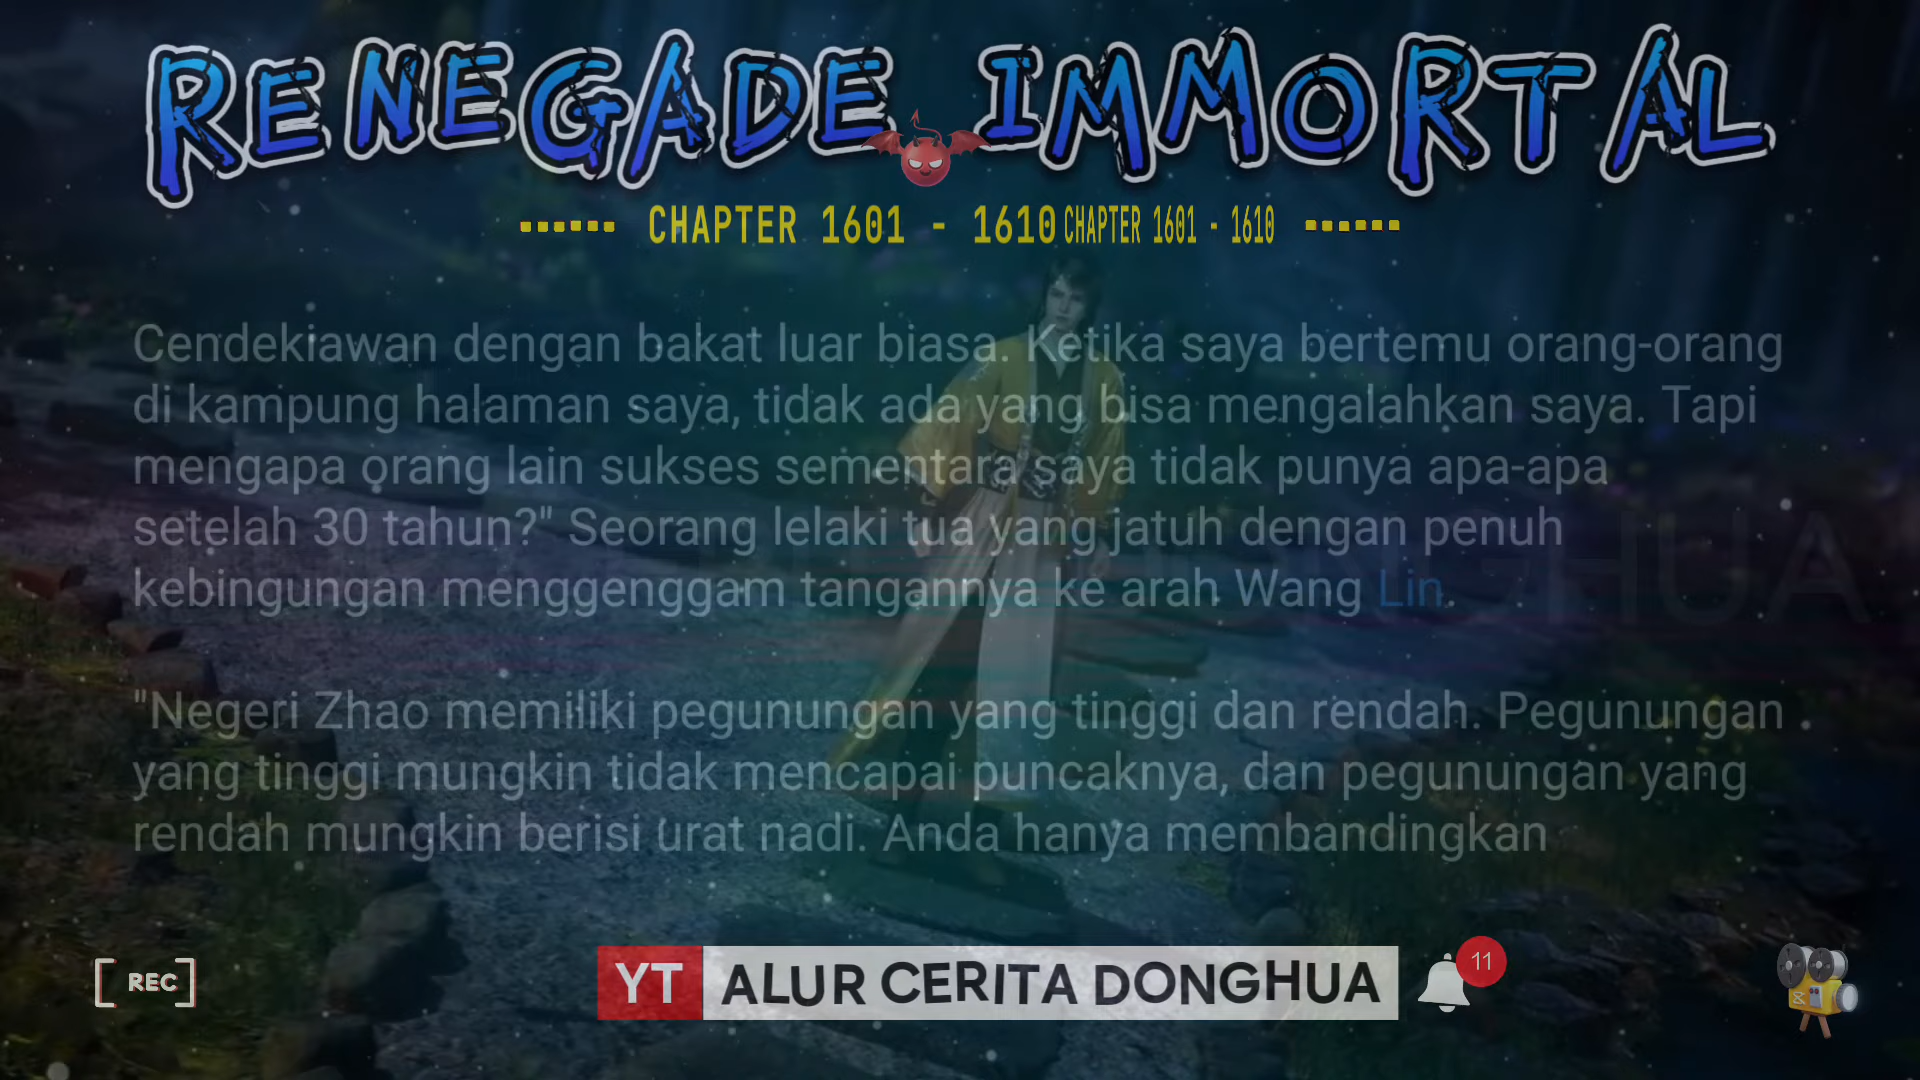 RENEGADE IMMORTAL
CHAPTER 1601 - 1610 CHAPTER 1601 - 1610
Cendekiawan dengan bakat luar biasa. Ketika saya bertemu orang-orang
di kampung halaman saya, tidak ada yang bisa mengalahkan saya. Tapi
mengapa orang lain sukses sementara saya tidak punya apa-apa
setelah 30 tahun?" Seorang lelaki tua yang jatuh dengan penuh
kebingungan menggenggam tangannya ke arah Wang Lin.
"Negeri Zhao memiliki pegunungan yang tinggi dan rendah. Pegunungan
yang tinggi mungkin tidak mencapai puncaknya, dan pegunungan yang
rendah mungkin berisi urat nadi. Anda hanya membandingkan
[REC]
YT ALUR CERITA DONGHUA
11